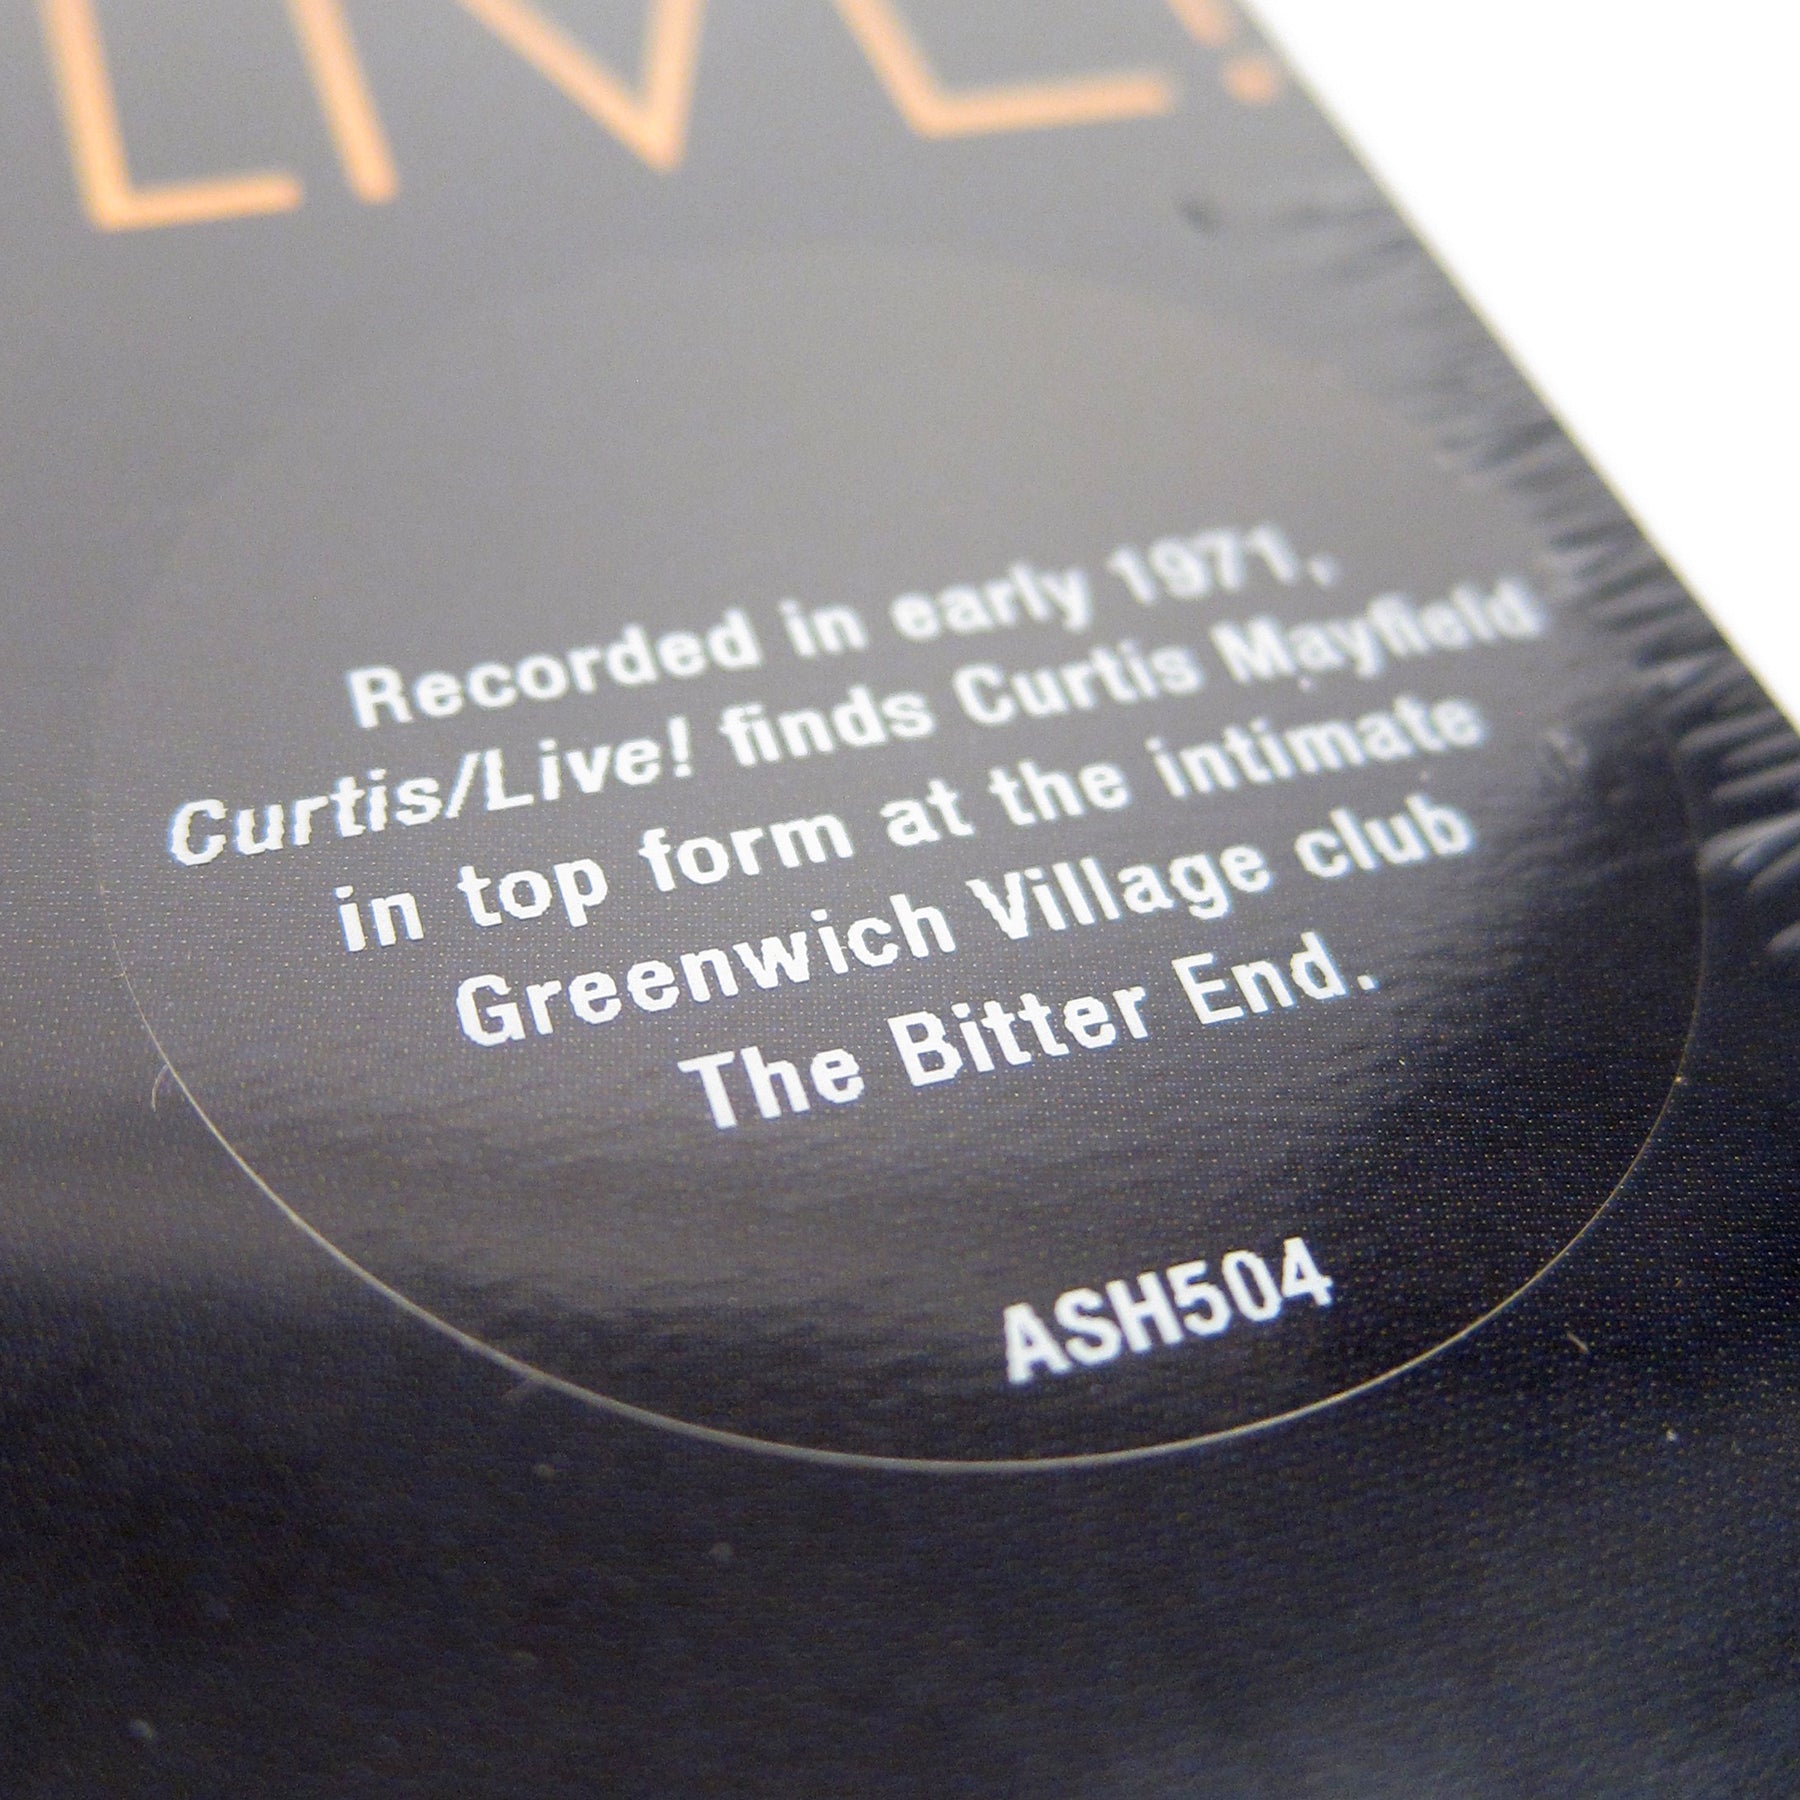 LIVE!
Recorded in early 1971,
Curtis/Live! finds Curtis Mayfield
in top form at the intimate
Greenwich Village club
The Bitter End.
ASH504